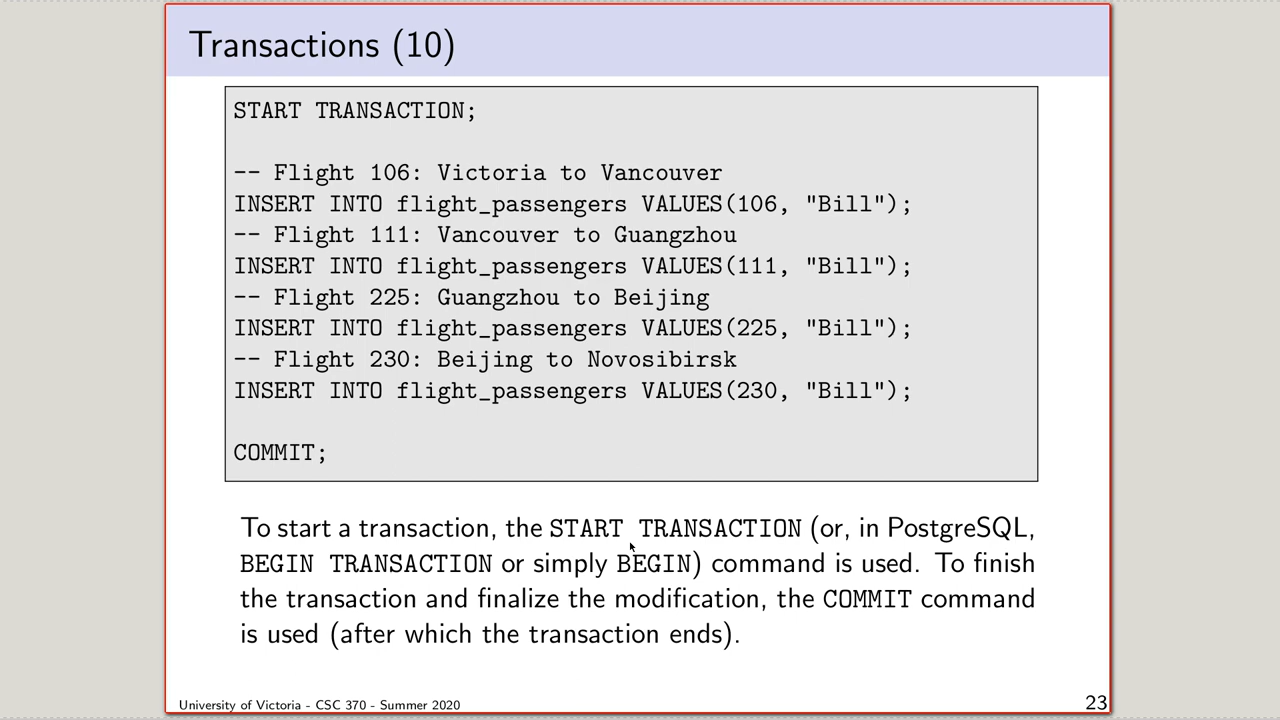 Transactions (10)
START TRANSACTION;
-- Flight 106: Victoria to Vancouver
INSERT INTO flight_passengers VALUES(106, "Bill");
-- Flight 111: Vancouver to Guangzhou
INSERT INTO flight_passengers VALUES(111, "Bill");
-- Flight 225: Guangzhou to Beijing
INSERT INTO flight_passengers VALUES(225, "Bill");
-- Flight 230: Beijing to Novosibirsk
INSERT INTO flight_passengers VALUES(230, "Bill");
COMMIT;
To start a transaction, the START TRANSACTION (or, in PostgreSQL,
BEGIN TRANSACTION or simply BEGIN) command is used. To finish
the transaction and finalize the modification, the COMMIT command
is used (after which the transaction ends).
University of Victoria - CSC 370 - Summer 2020
23